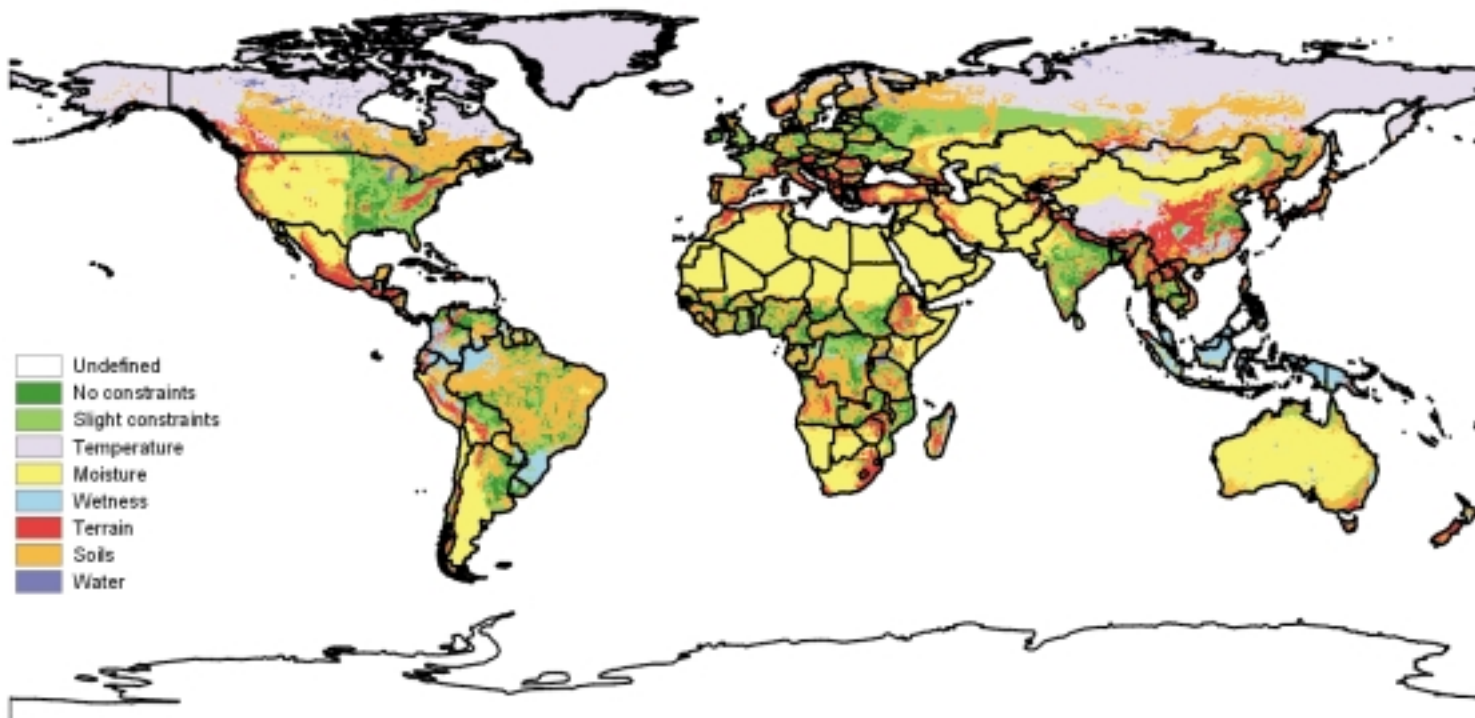 Undefined
No constraints
Slight constraints
Temperature
Moisture
Wetness
Terrain
Soils
Water